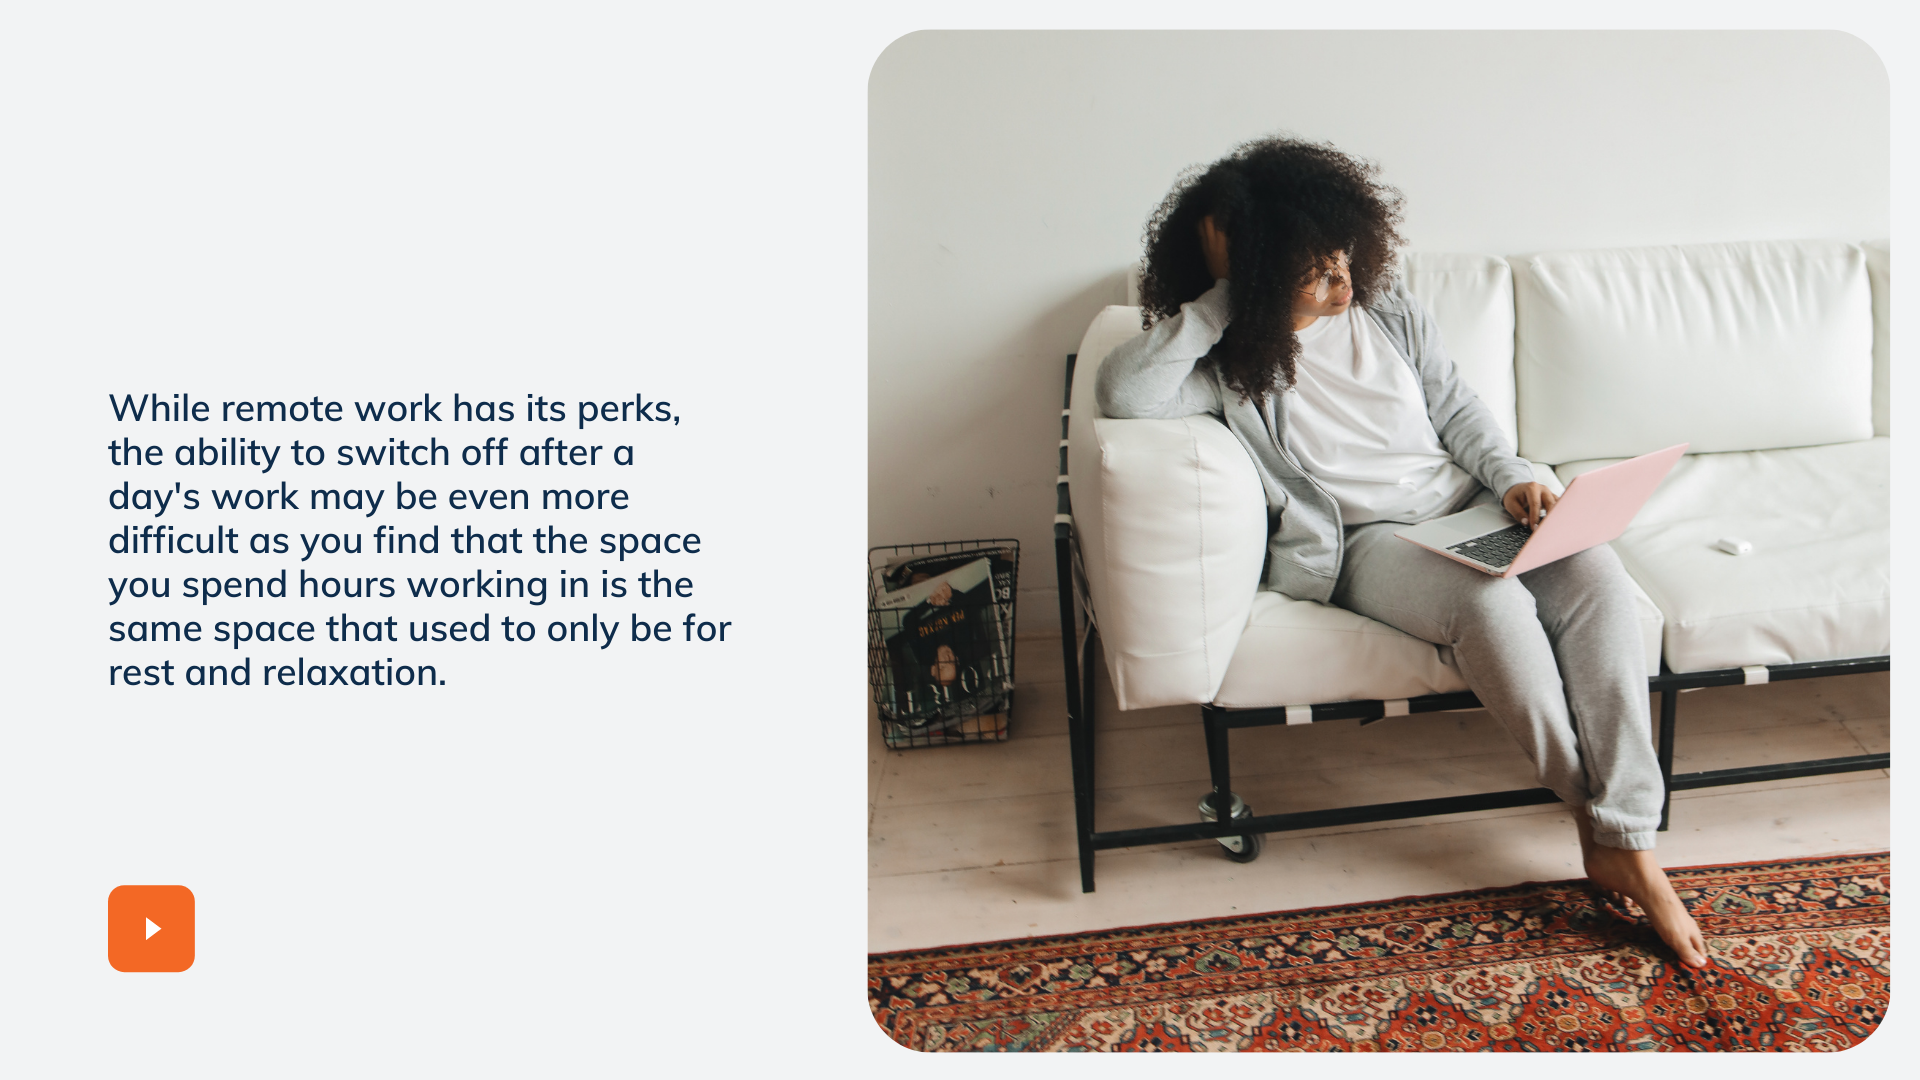 While remote work has its perks,
the ability to switch off after a
day's work may be even more
difficult as you find that the space
you spend hours working in is the
same space that used to only be for
rest and relaxation.